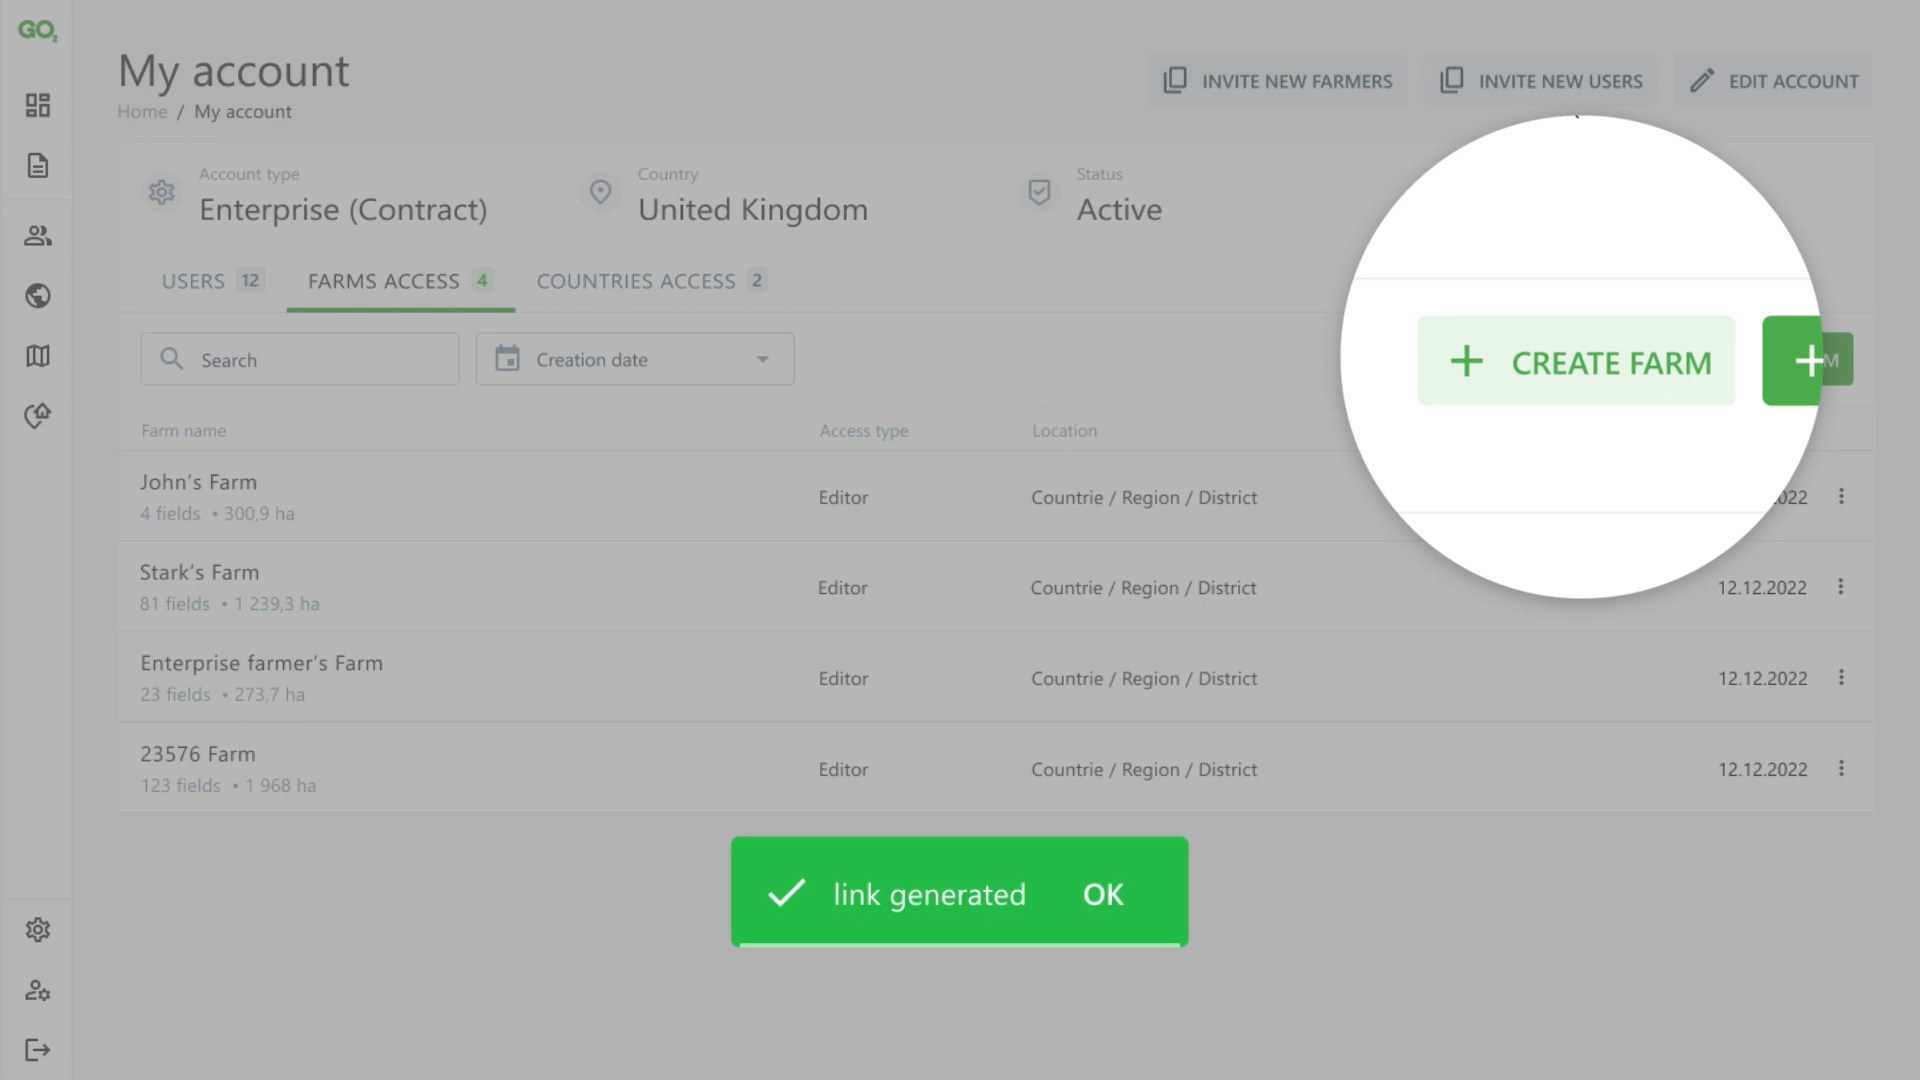 GO2
My account
Home / My account
INVITE NEW FARMERS
INVITE NEW USERS
EDIT ACCOUNT
Account type
Enterprise (Contract)
Country
United Kingdom
Status
Active
USERS 12
FARMS ACCESS 4
COUNTRIES ACCESS 2
Search
Creation date
+ CREATE FARM
+ M
Farm name
Access type
Location
John's Farm
4 fields • 300,9 ha
Editor
Countrie / Region / District
.022
Stark's Farm
81 fields • 1 239,3 ha
Editor
Countrie / Region / District
12.12.2022
Enterprise farmer's Farm
23 fields • 273,7 ha
Editor
Countrie / Region / District
12.12.2022
23576 Farm
123 fields • 1 968 ha
Editor
Countrie / Region / District
12.12.2022
link generated
OK